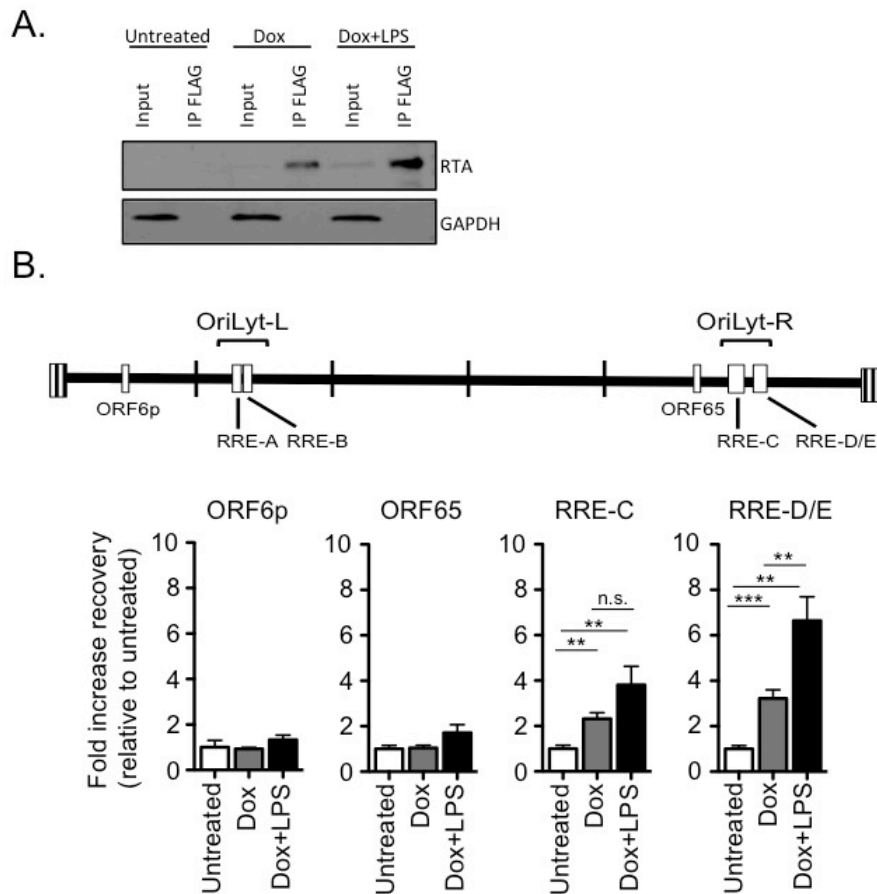 A.
Untreated Dox Dox+LPS
Input IP FLAG Input IP FLAG Input IP FLAG
RTA
GAPDH
B.
OriLyt-L OriLyt-R
ORF6p ORF65
RRE-A RRE-B RRE-C RRE-D/E
ORF6p ORF65 RRE-C RRE-D/E
Fold increase recovery
(relative to untreated)
10 8 6 4 2 0
Untreated Dox Dox+LPS
10 8 6 4 2 0
Untreated Dox Dox+LPS
10 8 6 4 2 0
n.s.
**
**
Untreated Dox Dox+LPS
10 8 6 4 2 0
**
**
***
Untreated Dox Dox+LPS